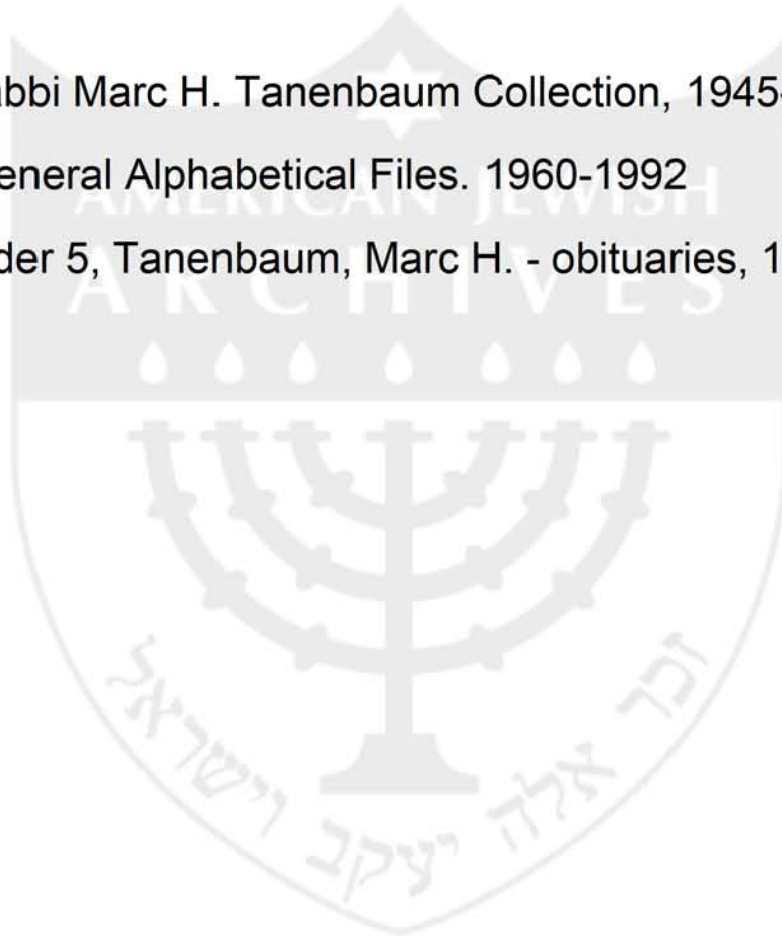 abbi Marc H. Tanenbaum Collection, 1945-
eneral Alphabetical Files. 1960-1992
AMERICAN JEWISH
der 5, Tanenbaum, Marc H. - obituaries, 1
ARCHIVES
זכר אלה יעקב וישראל